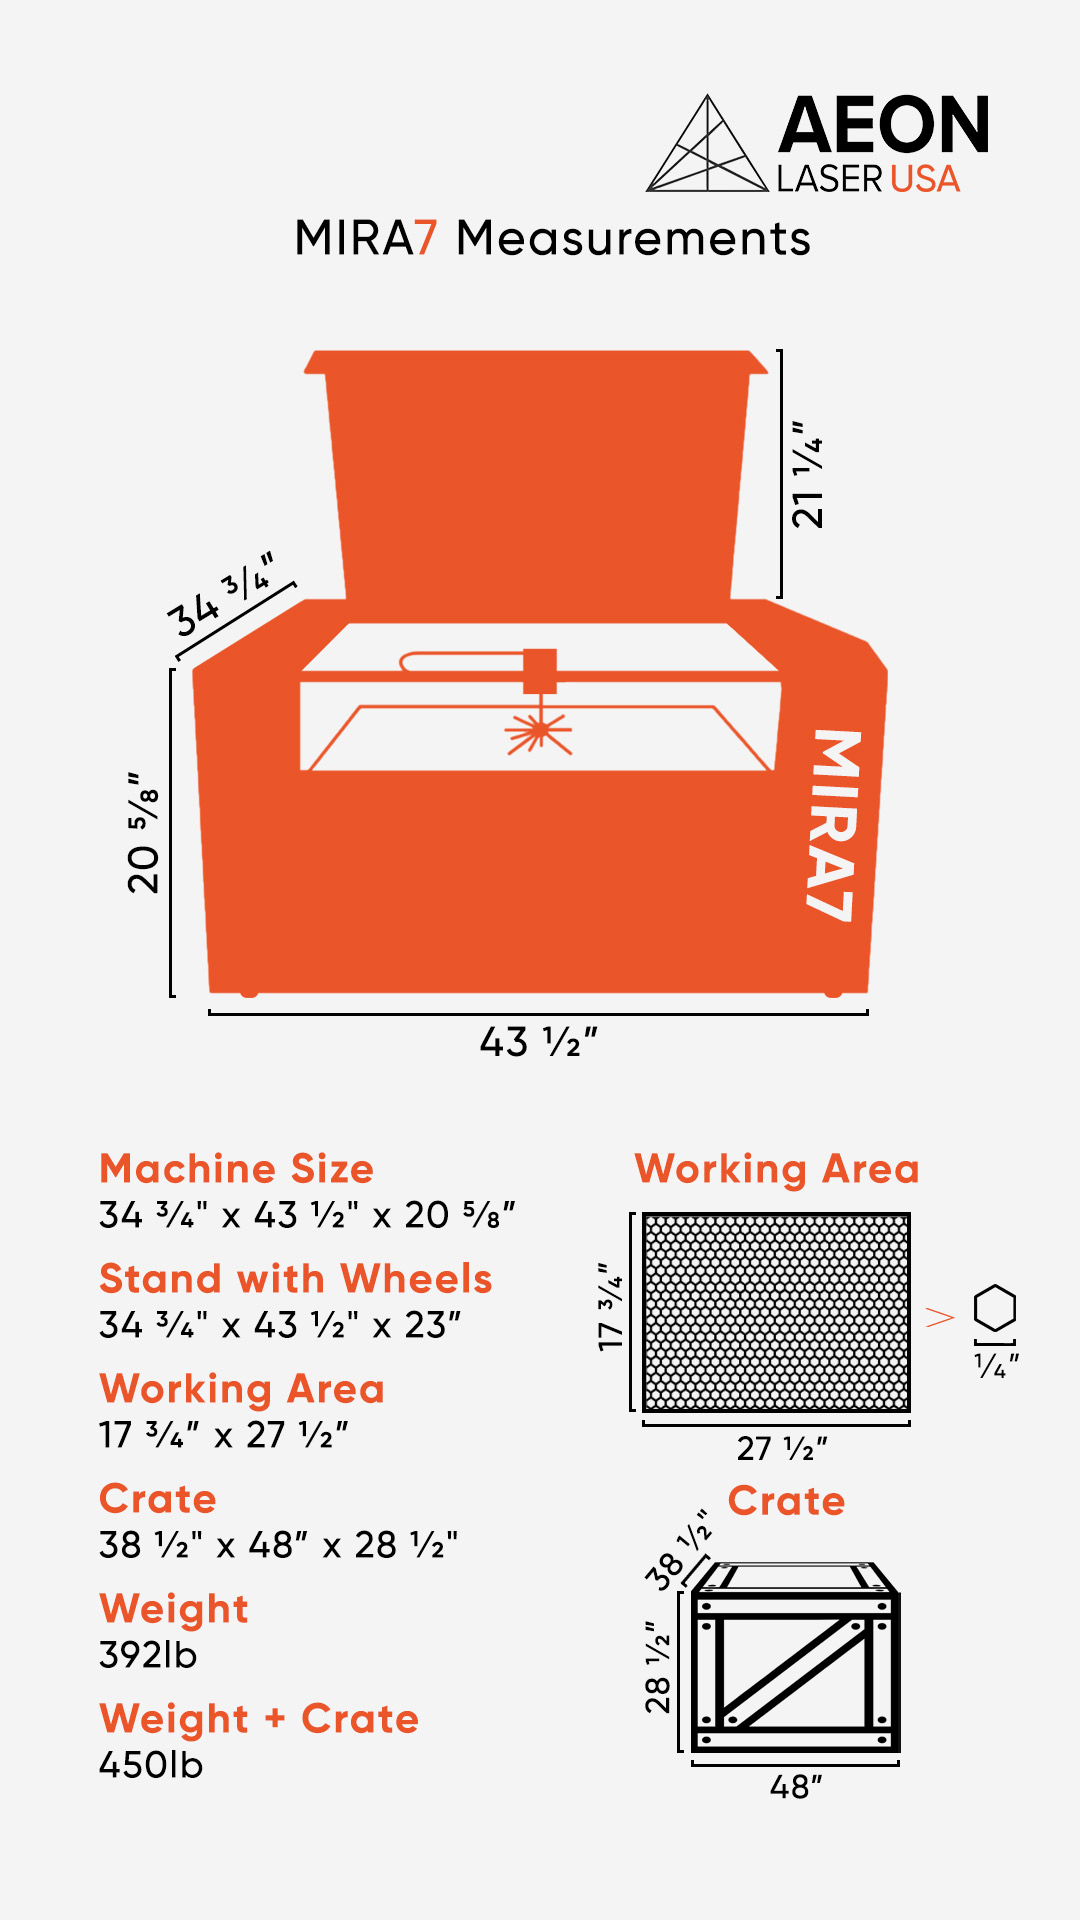 AEON
LASER USA
MIRA7 Measurements
21 ¼"
34 ¾"
20 ⅝"
MIRA7
43 ½"
Machine Size
34 ¾" x 43 ½" x 20 ⅝"
Stand with Wheels
34 ¾" x 43 ½" x 23"
Working Area
17 ¾" x 27 ½"
Crate
38 ½" x 48" x 28 ½"
Weight
392lb
Weight + Crate
450lb
Working Area
17 ¾"
>
¼"
27 ½"
Crate
38 ½"
28 ½"
48"